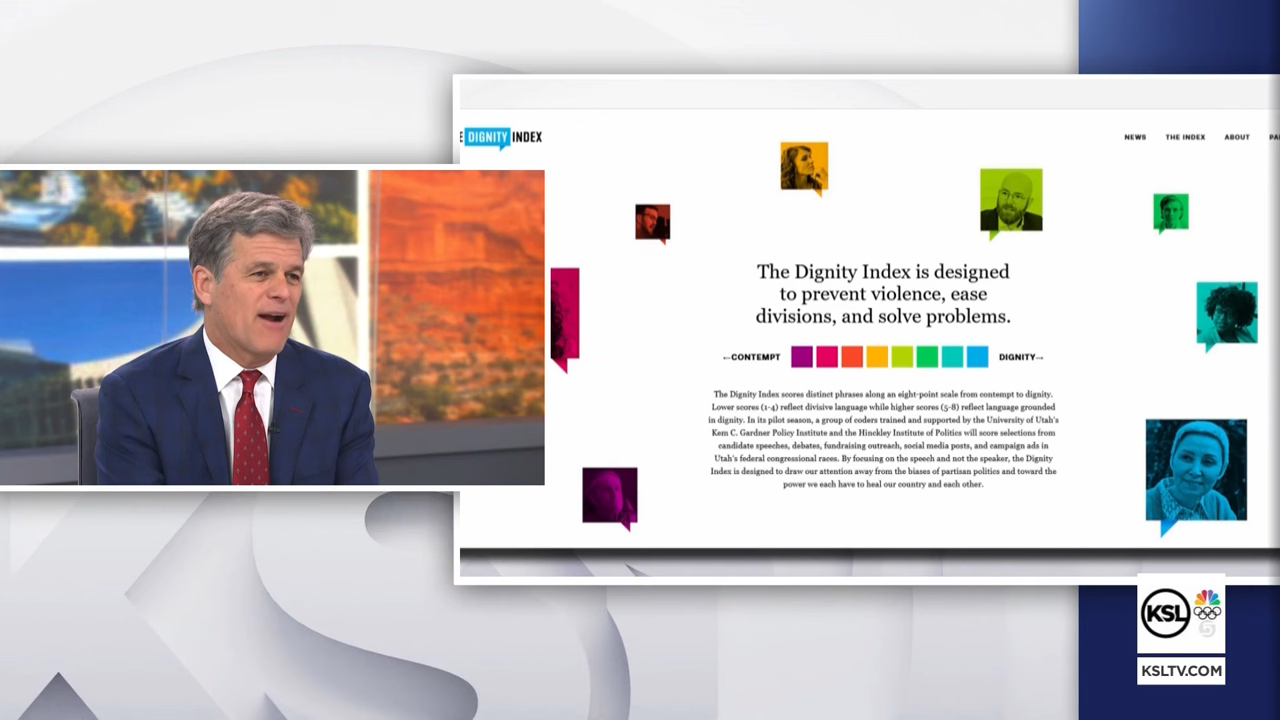 E DIGNITY INDEX
NEWS THE INDEX ABOUT PA
The Dignity Index is designed
to prevent violence, ease
divisions, and solve problems.
←CONTEMPT DIGNITY→
The Dignity Index scores distinct phrases along an eight-point scale from contempt to dignity.
Lower scores (1-4) reflect divisive language while higher scores (5-8) reflect language grounded
in dignity. In its pilot season, a group of coders trained and supported by the University of Utah's
Kem C. Gardner Policy Institute and the Hinckley Institute of Politics will score selections from
candidate speeches, debates, fundraising outreach, social media posts, and campaign ads in
Utah's federal congressional races. By focusing on the speech and not the speaker, the Dignity
Index is designed to draw our attention away from the biases of partisan politics and toward the
power we each have to heal our country and each other.
KSL
5
KSLTV.COM